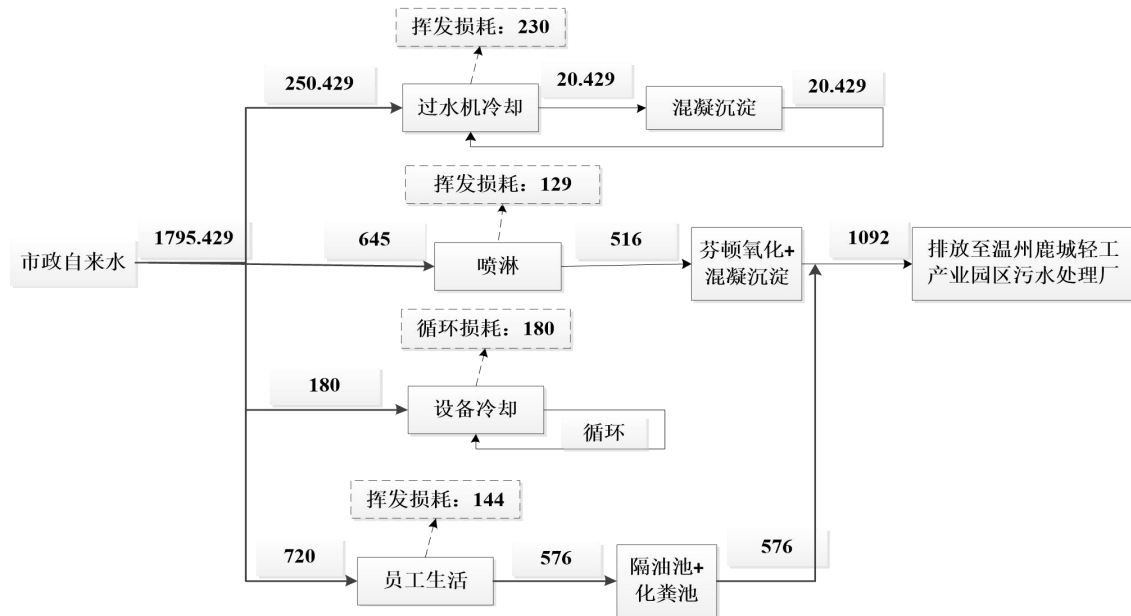 挥发损耗：230
250.429
20.429
20.429
过水机冷却
混凝沉淀
挥发损耗：129
1795.429
645
516
1092
市政自来水
喷淋
芬顿氧化+
混凝沉淀
排放至温州鹿城轻工
产业园区污水处理厂
循环损耗：180
180
设备冷却
循环
挥发损耗：144
720
576
576
员工生活
隔油池+
化粪池